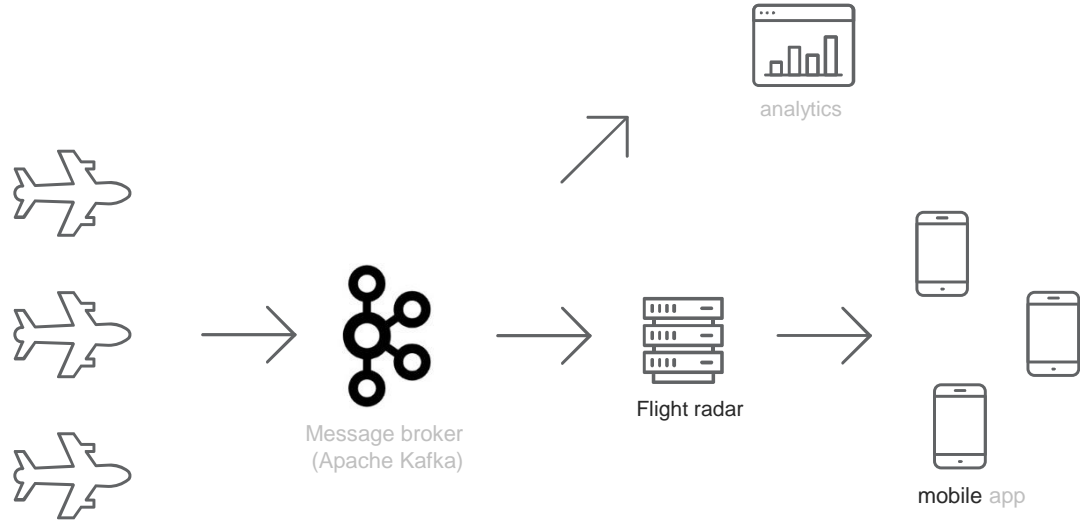 analytics
Message broker
(Apache Kafka)
Flight radar
mobile app